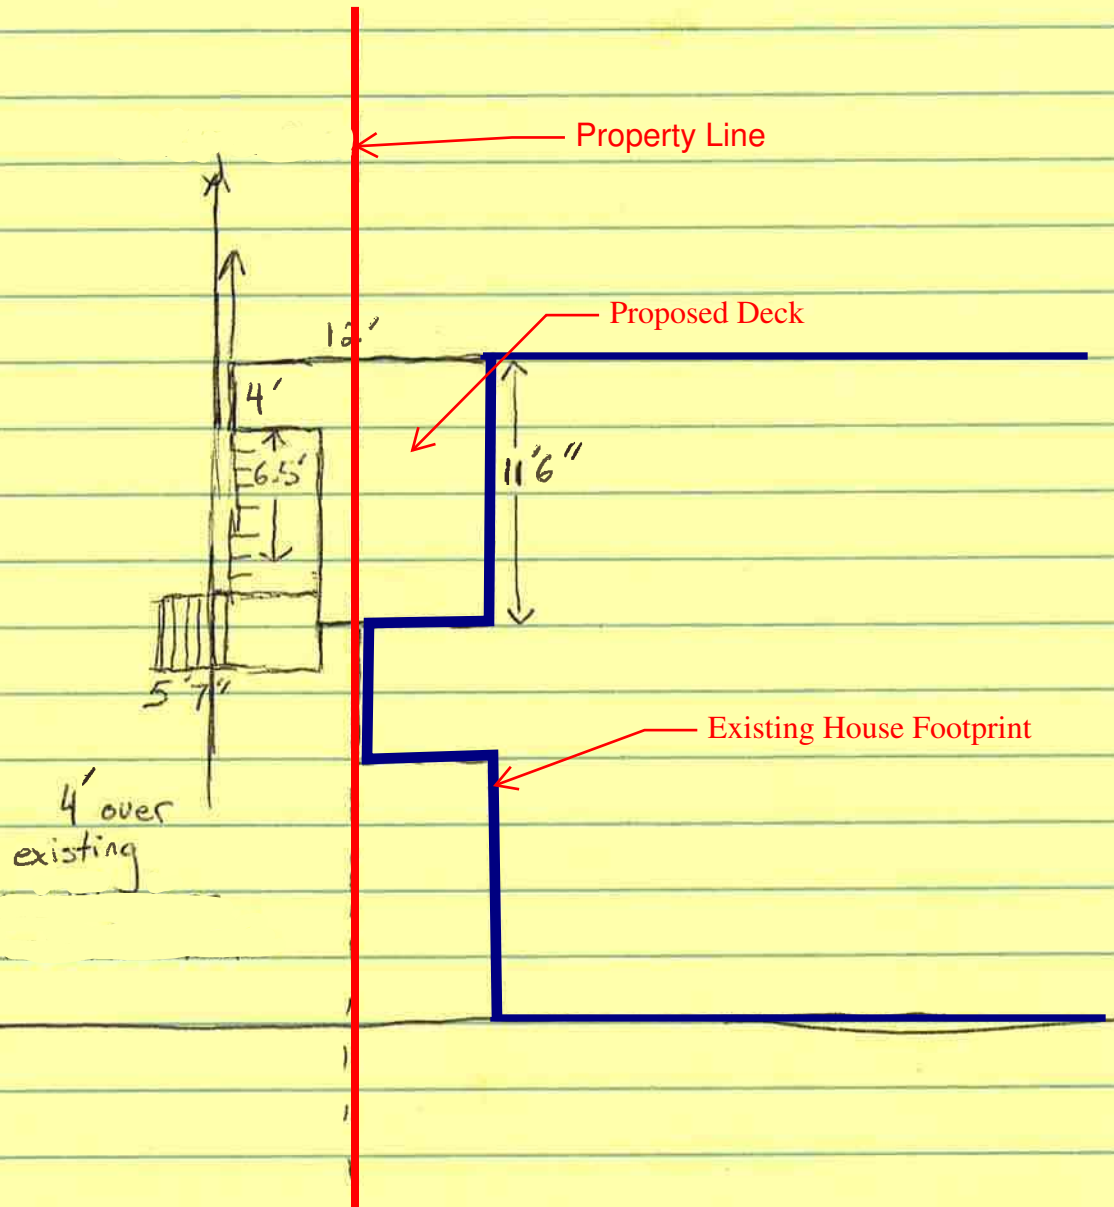 Property Line
Proposed Deck
12'
4'
6.5'
11'6"
5'7"
Existing House Footprint
4' over
existing